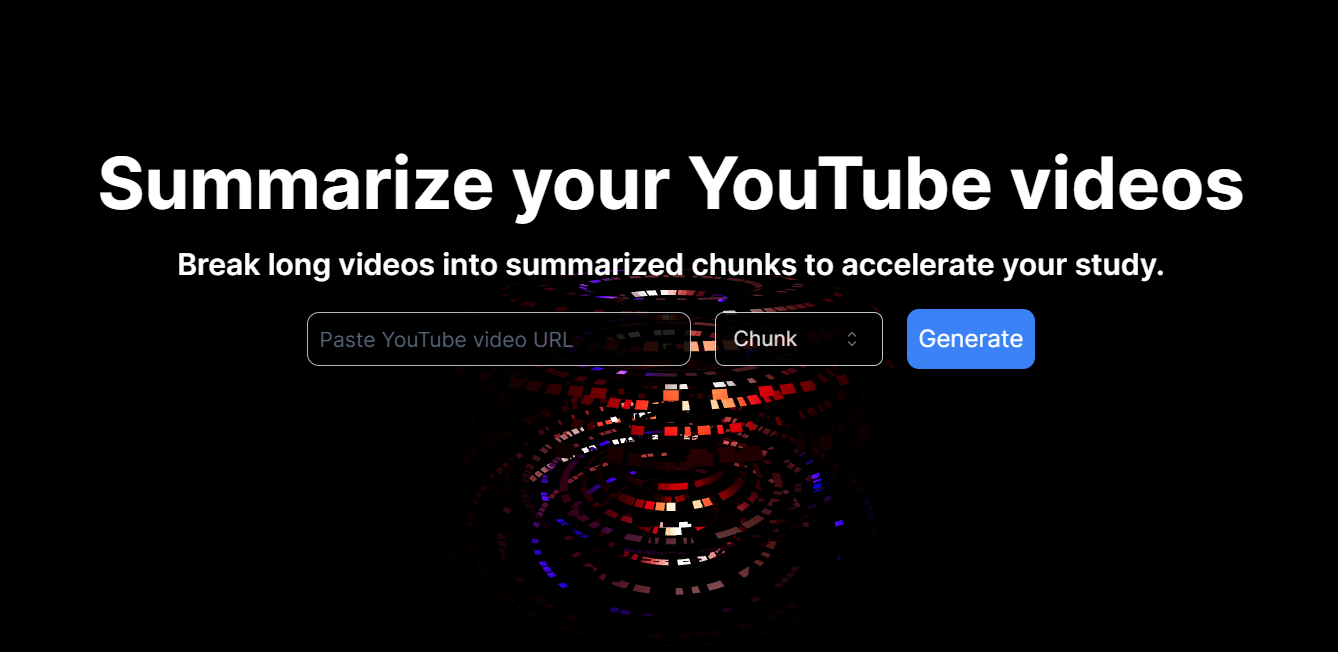 Summarize your YouTube videos
Break long videos into summarized chunks to accelerate your study.
Paste YouTube video URL
Chunk
Generate